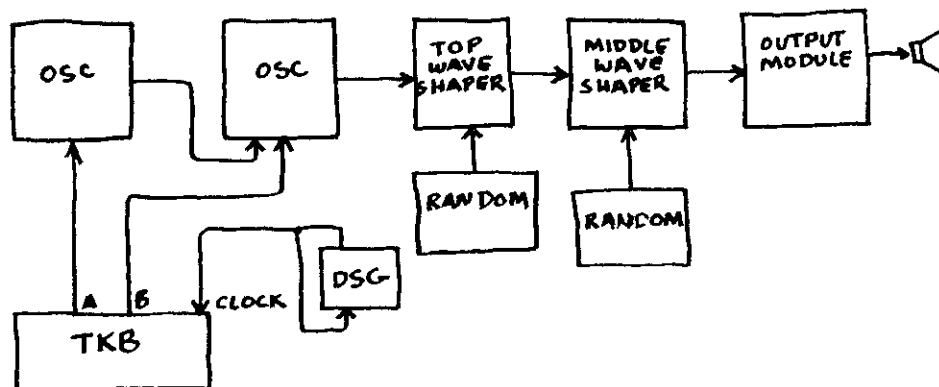 OSC
OSC
TOP
WAVE
SHAPER
MIDDLE
WAVE
SHAPER
OUTPUT
MODULE
RANDOM
RANDOM
DSG
A
B
CLOCK
TKB